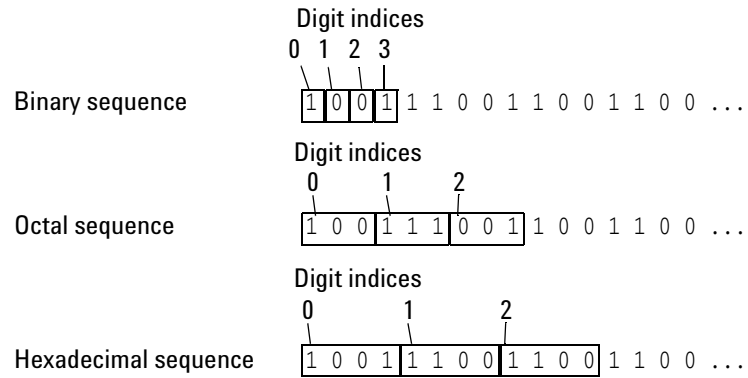 Digit indices
0 1 2 3
Binary sequence 1 0 0 1 1 1 0 0 1 1 0 0 1 1 0 0 ...
Digit indices
0 1 2
Octal sequence 1 0 0 1 1 1 0 0 1 1 0 0 1 1 0 0 ...
Digit indices
0 1 2
Hexadecimal sequence 1 0 0 1 1 1 0 0 1 1 0 0 1 1 0 0 ...